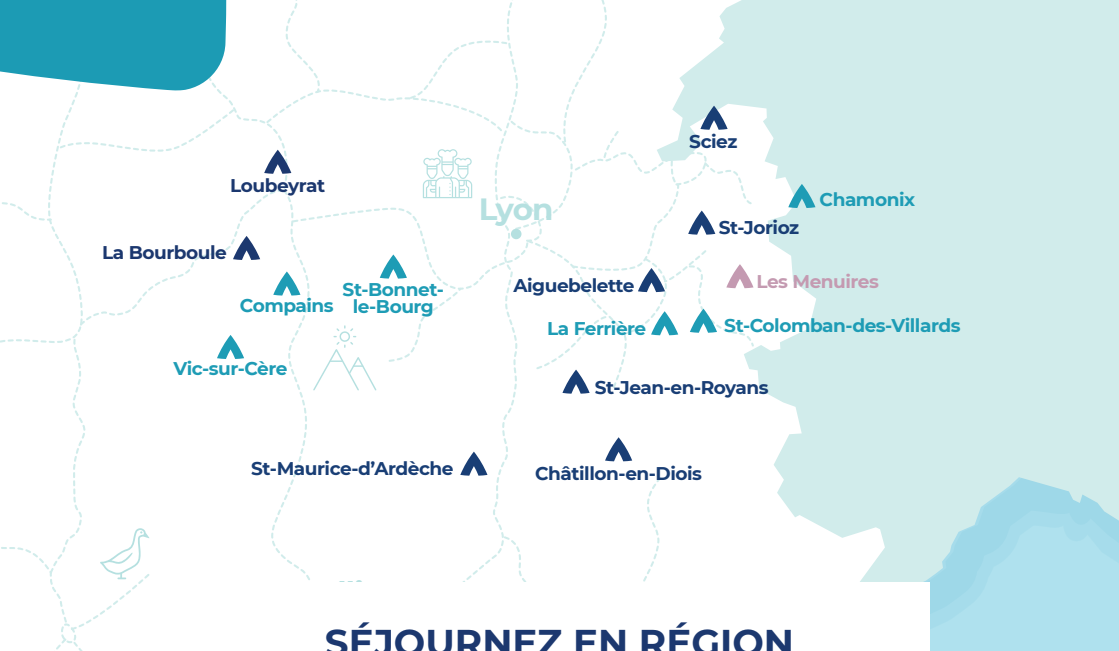 Sciez
Loubeyrat
Chamonix
Lyon
St-Jorioz
La Bourboule
Les Menuires
Aiguebelette
St-Bonnet-
le-Bourg
Compains
St-Colomban-des-Villards
La Ferrière
Vic-sur-Cère
St-Jean-en-Royans
St-Maurice-d’Ardèche
Châtillon-en-Diois
SÉJOURNEZ EN RÉGION